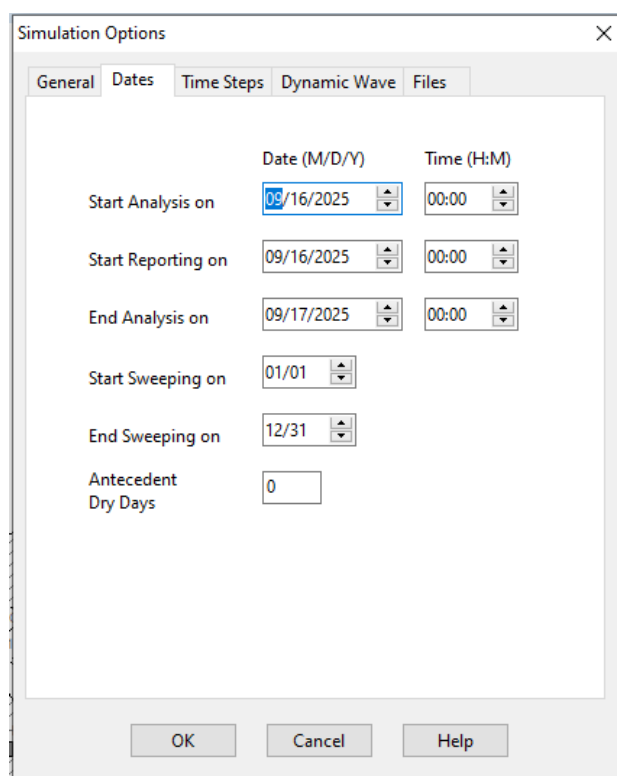 Simulation Options
General Dates Time Steps Dynamic Wave Files
Date (M/D/Y) Time (H:M)
Start Analysis on 09/16/2025 00:00
Start Reporting on 09/16/2025 00:00
End Analysis on 09/17/2025 00:00
Start Sweeping on 01/01
End Sweeping on 12/31
Antecedent
Dry Days 0
OK Cancel Help